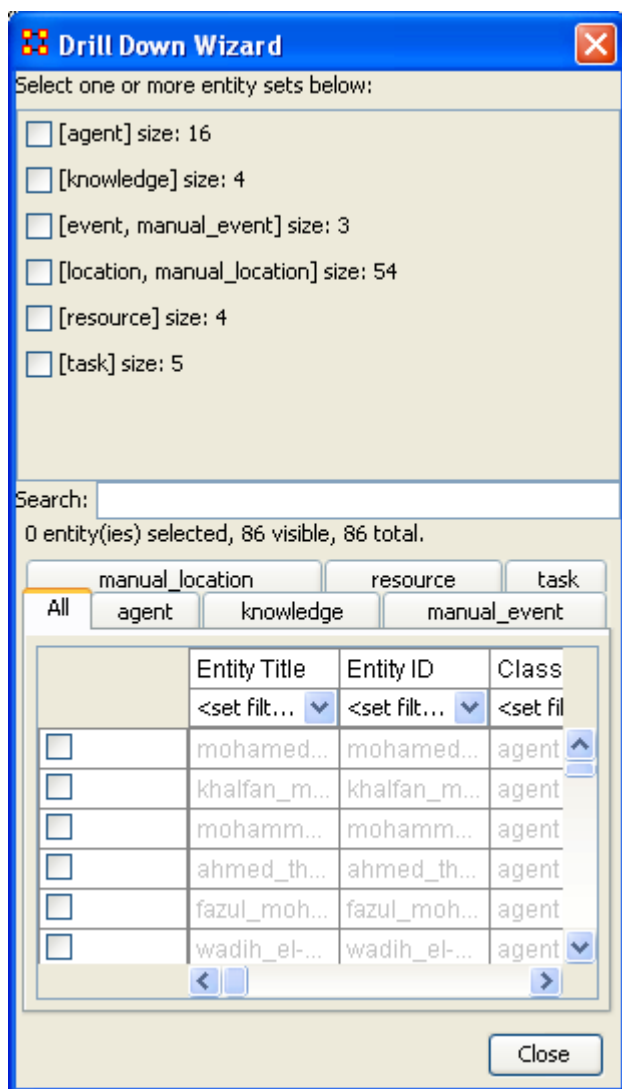 Drill Down Wizard
Select one or more entity sets below:
[agent] size: 16
[knowledge] size: 4
[event, manual_event] size: 3
[location, manual_location] size: 54
[resource] size: 4
[task] size: 5
Search:
0 entity(ies) selected, 86 visible, 86 total.
manual_location resource task
All agent knowledge manual_event
Entity Title Entity ID Class
<set filt... <set filt... <set fil
mohamed... mohamed... agent
khalfan_m... khalfan_m... agent
mohamm... mohamm... agent
ahmed_th... ahmed_th... agent
fazul_moh... fazul_moh... agent
wadih_el-... wadih_el-... agent
Close